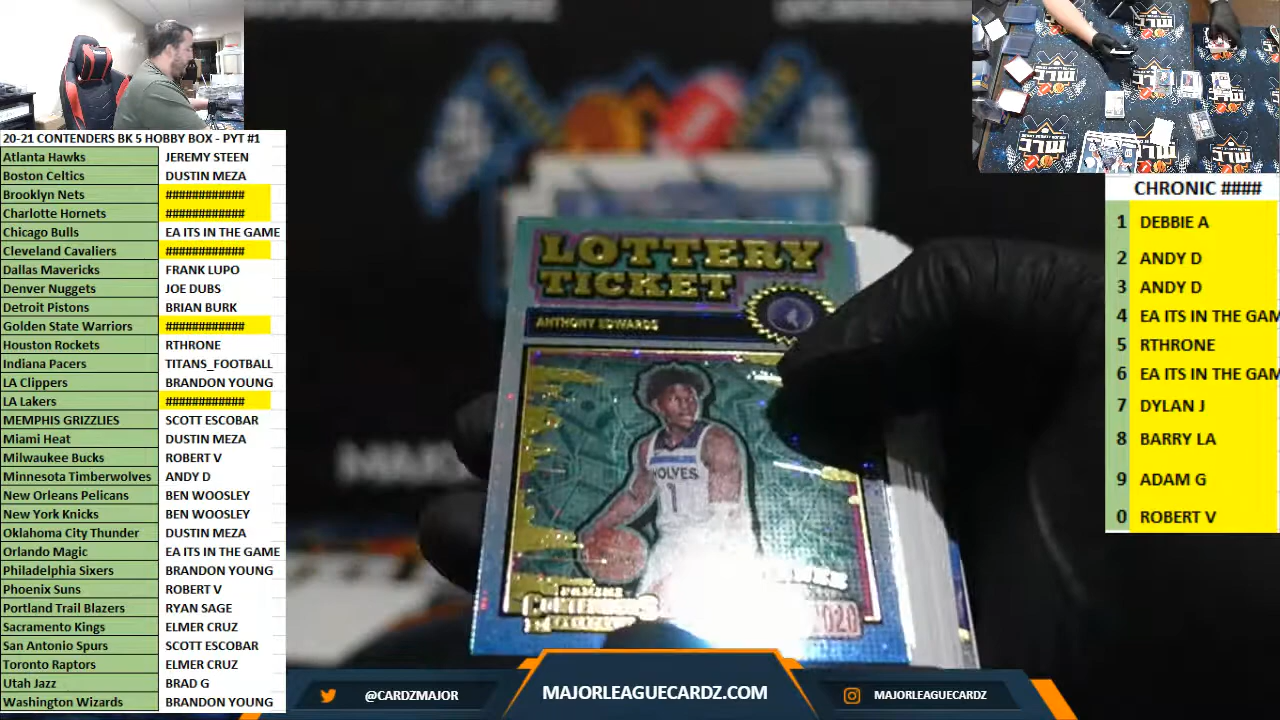 20-21 CONTENDERS BK 5 HOBBY BOX - PYT #1
Atlanta Hawks JEREMY STEEN
Boston Celtics DUSTIN MEZA
Brooklyn Nets ############
Charlotte Hornets ############
Chicago Bulls EA ITS IN THE GAME
Cleveland Cavaliers ############
Dallas Mavericks FRANK LUPO
Denver Nuggets JOE DUBS
Detroit Pistons BRIAN BURK
Golden State Warriors ############
Houston Rockets RTHRONE
Indiana Pacers TITANS_FOOTBALL
LA Clippers BRANDON YOUNG
LA Lakers ############
MEMPHIS GRIZZLIES SCOTT ESCOBAR
Miami Heat DUSTIN MEZA
Milwaukee Bucks ROBERT V
Minnesota Timberwolves ANDY D
New Orleans Pelicans BEN WOOSLEY
New York Knicks BEN WOOSLEY
Oklahoma City Thunder DUSTIN MEZA
Orlando Magic EA ITS IN THE GAME
Philadelphia Sixers BRANDON YOUNG
Phoenix Suns ROBERT V
Portland Trail Blazers RYAN SAGE
Sacramento Kings ELMER CRUZ
San Antonio Spurs SCOTT ESCOBAR
Toronto Raptors ELMER CRUZ
Utah Jazz BRAD G
Washington Wizards BRANDON YOUNG
LOTTERY
TICKET
ANTHONY EDWARDS
WOLVES
1
CONTENDERS
2020
MLC
MLC
MLC
MLC
CHRONIC ####
1 DEBBIE A
2 ANDY D
3 ANDY D
4 EA ITS IN THE GAM
5 RTHRONE
6 EA ITS IN THE GAM
7 DYLAN J
8 BARRY LA
9 ADAM G
0 ROBERT V
@CARDZMAJOR
MAJORLEAGUECARDZ.COM
MAJORLEAGUECARDZ